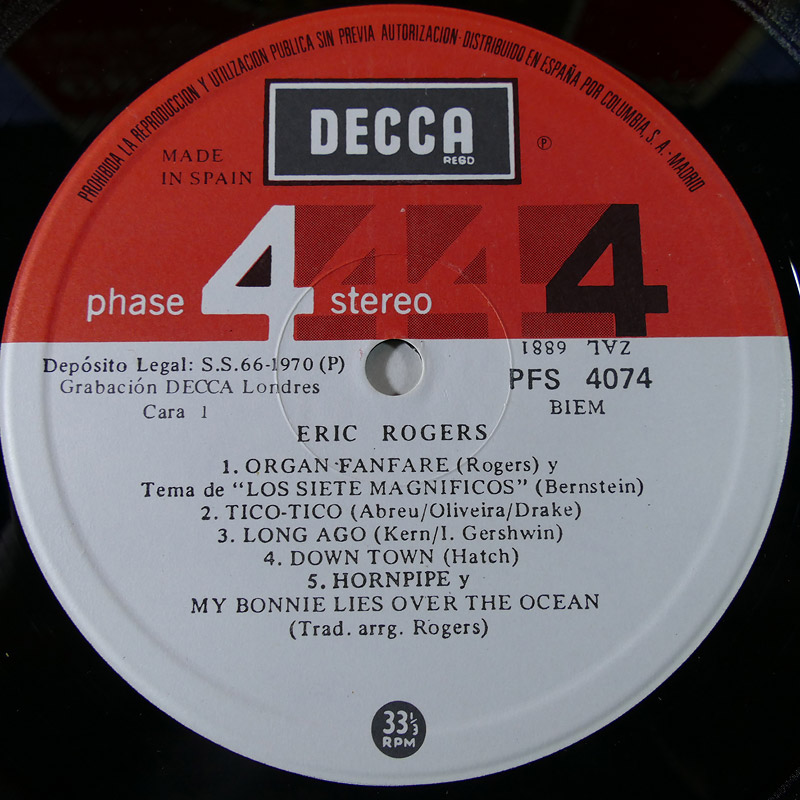 PROHIBIDA LA REPRODUCCION Y UTILIZACION PUBLICA SIN PREVIA AUTORIZACION-DISTRIBUIDO EN ESPAÑA POR COLUMBIA, S. A.-MADRID
DECCA
REGD
Ⓟ
MADE
IN SPAIN
phase 4 stereo 4 4 4
ZAL 6881
Depósito Legal: S.S.66-1970 (P)
PFS 4074
Grabación DECCA Londres
BIEM
Cara 1
ERIC ROGERS
1. ORGAN FANFARE (Rogers) y
Tema de "LOS SIETE MAGNIFICOS" (Bernstein)
2. TICO-TICO (Abreu/Oliveira/Drake)
3. LONG AGO (Kern/I. Gershwin)
4. DOWN TOWN (Hatch)
5. HORNPIPE y
MY BONNIE LIES OVER THE OCEAN
(Trad. arrg. Rogers)
33⅓
RPM